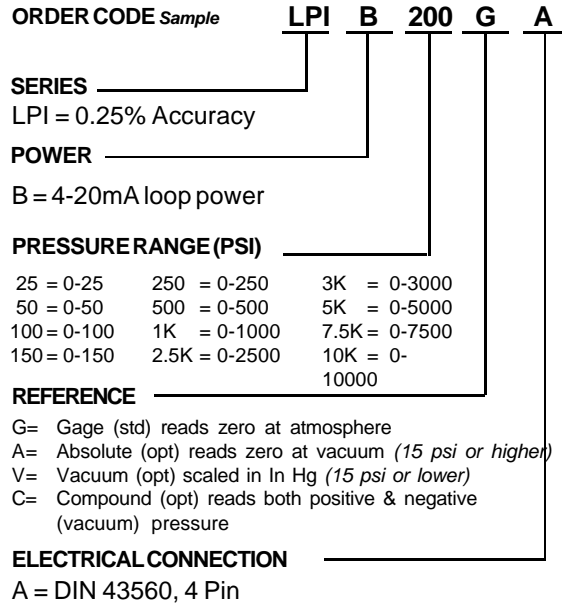 ORDER CODE Sample LPI B 200 G A
SERIES
LPI = 0.25% Accuracy
POWER
B = 4-20mA loop power
PRESSURE RANGE (PSI)
25 = 0-25 250 = 0-250 3K = 0-3000
50 = 0-50 500 = 0-500 5K = 0-5000
100 = 0-100 1K = 0-1000 7.5K = 0-7500
150 = 0-150 2.5K = 0-2500 10K = 0-
10000
REFERENCE
G= Gage (std) reads zero at atmosphere
A= Absolute (opt) reads zero at vacuum (15 psi or higher)
V= Vacuum (opt) scaled in In Hg (15 psi or lower)
C= Compound (opt) reads both positive & negative
(vacuum) pressure
ELECTRICAL CONNECTION
A = DIN 43560, 4 Pin